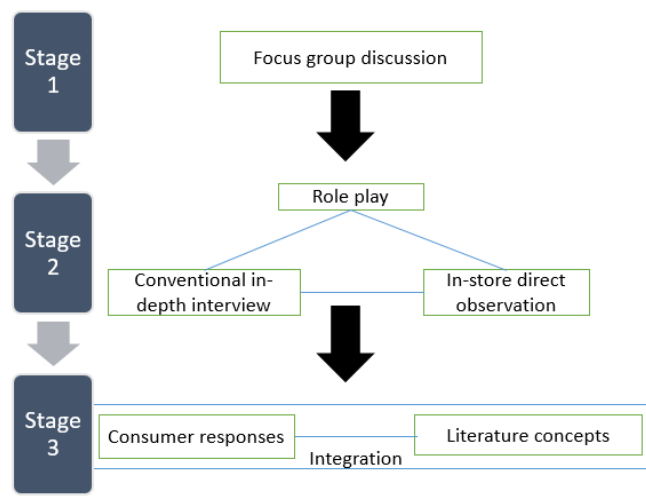 Stage
1
Focus group discussion
Stage
2
Role play
Conventional in-
depth interview
In-store direct
observation
Stage
3
Consumer responses
Literature concepts
Integration